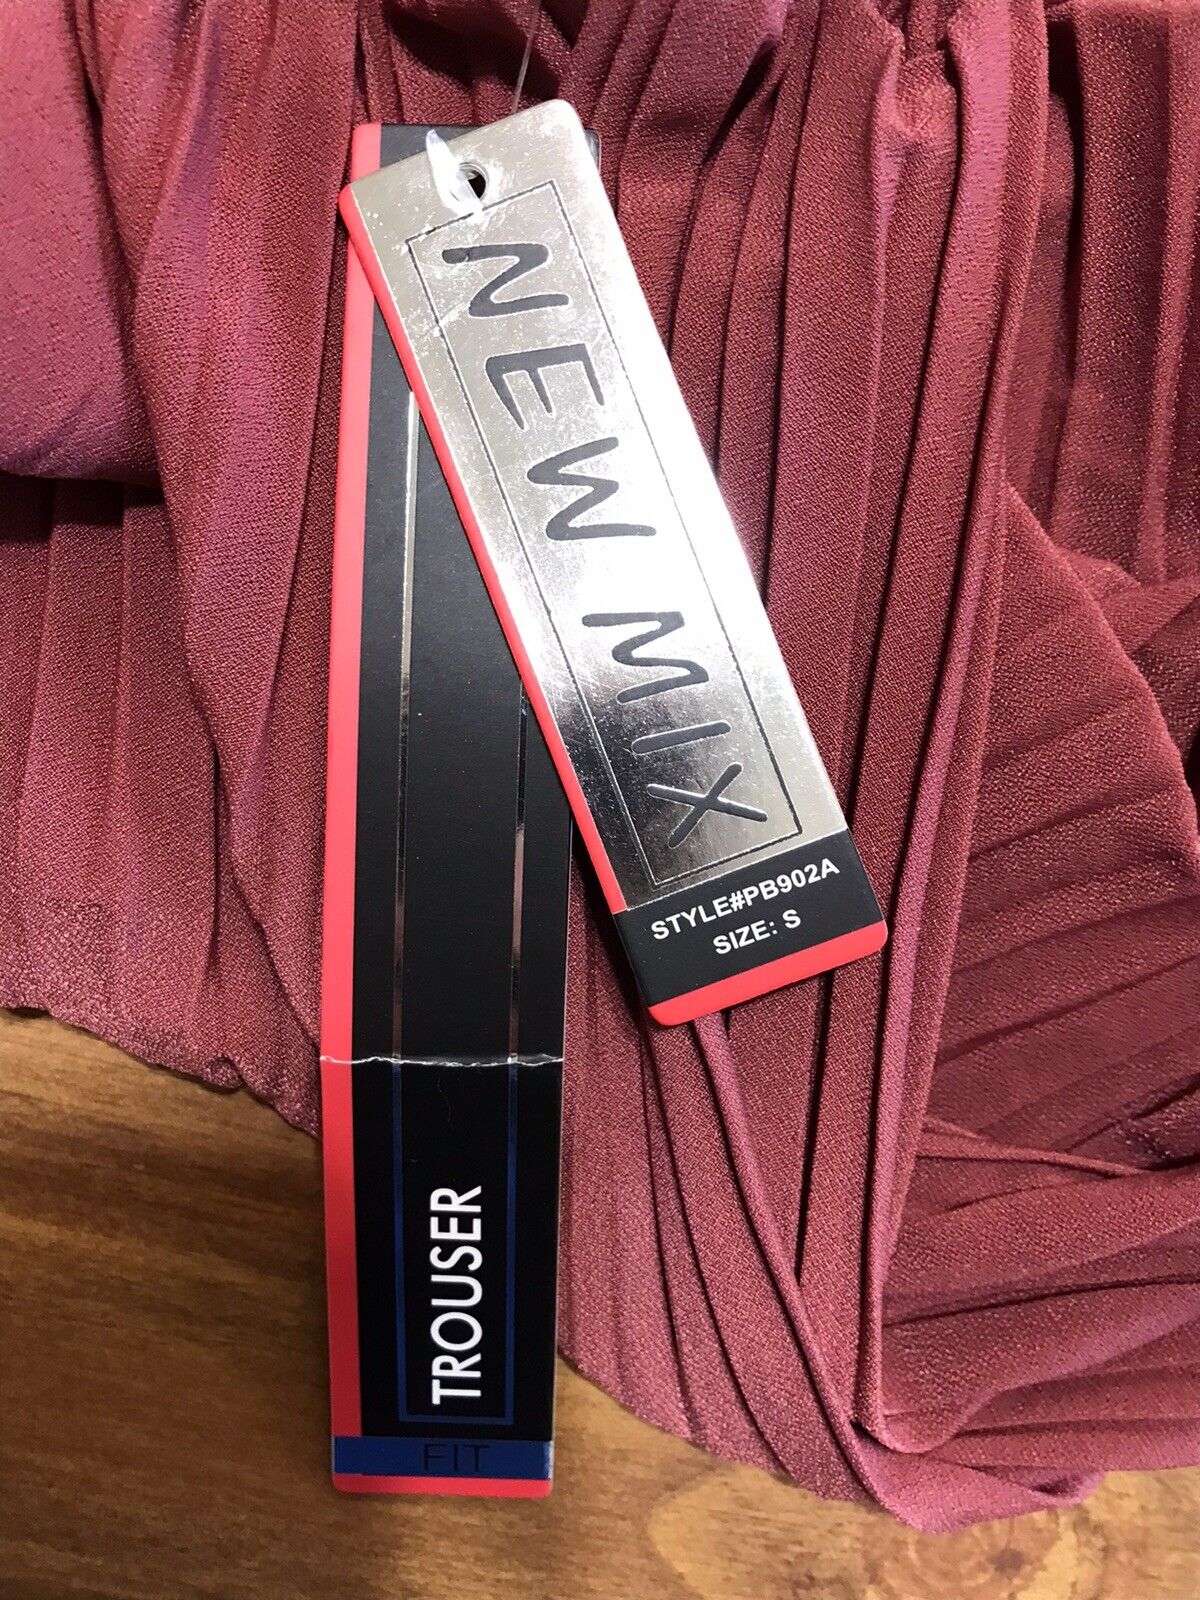 NEW MIX
STYLE#PB902A
SIZE: S
TROUSER
FIT